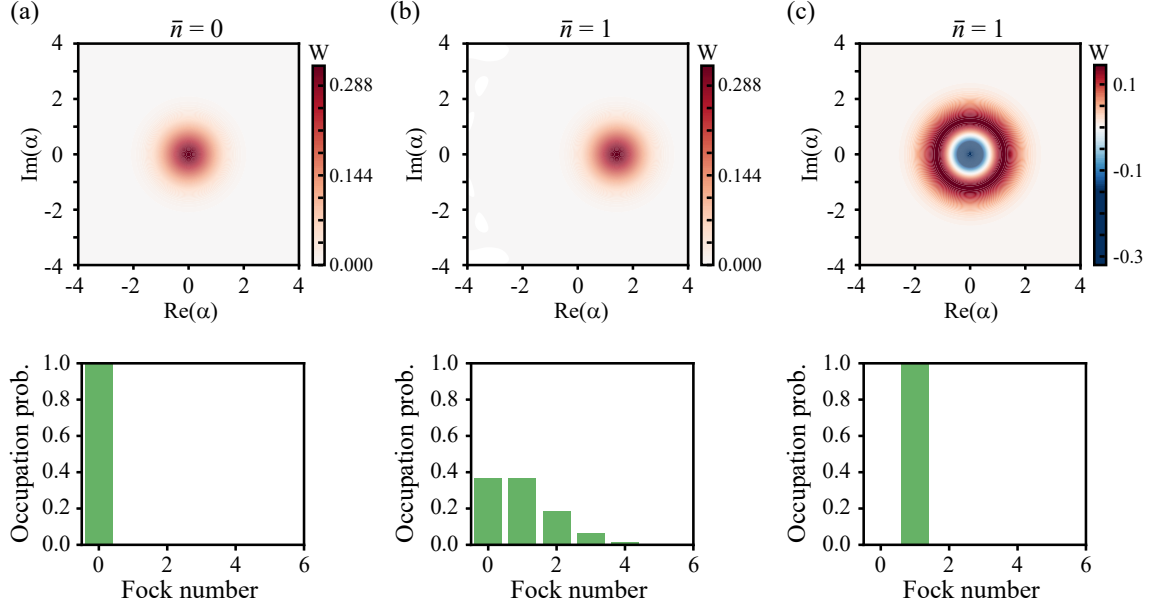 (a)
n̄ = 0
W
4
2
0
-2
-4
Im(α)
-4 -2 0 2 4
Re(α)
0.288
0.144
0.000
(b)
n̄ = 1
W
4
2
0
-2
-4
Im(α)
-4 -2 0 2 4
Re(α)
0.288
0.144
0.000
(c)
n̄ = 1
W
4
2
0
-2
-4
Im(α)
-4 -2 0 2 4
Re(α)
0.1
-0.1
-0.3
1.0
0.8
0.6
0.4
0.2
0.0
Occupation prob.
0 2 4 6
Fock number
1.0
0.8
0.6
0.4
0.2
0.0
Occupation prob.
0 2 4 6
Fock number
1.0
0.8
0.6
0.4
0.2
0.0
Occupation prob.
0 2 4 6
Fock number